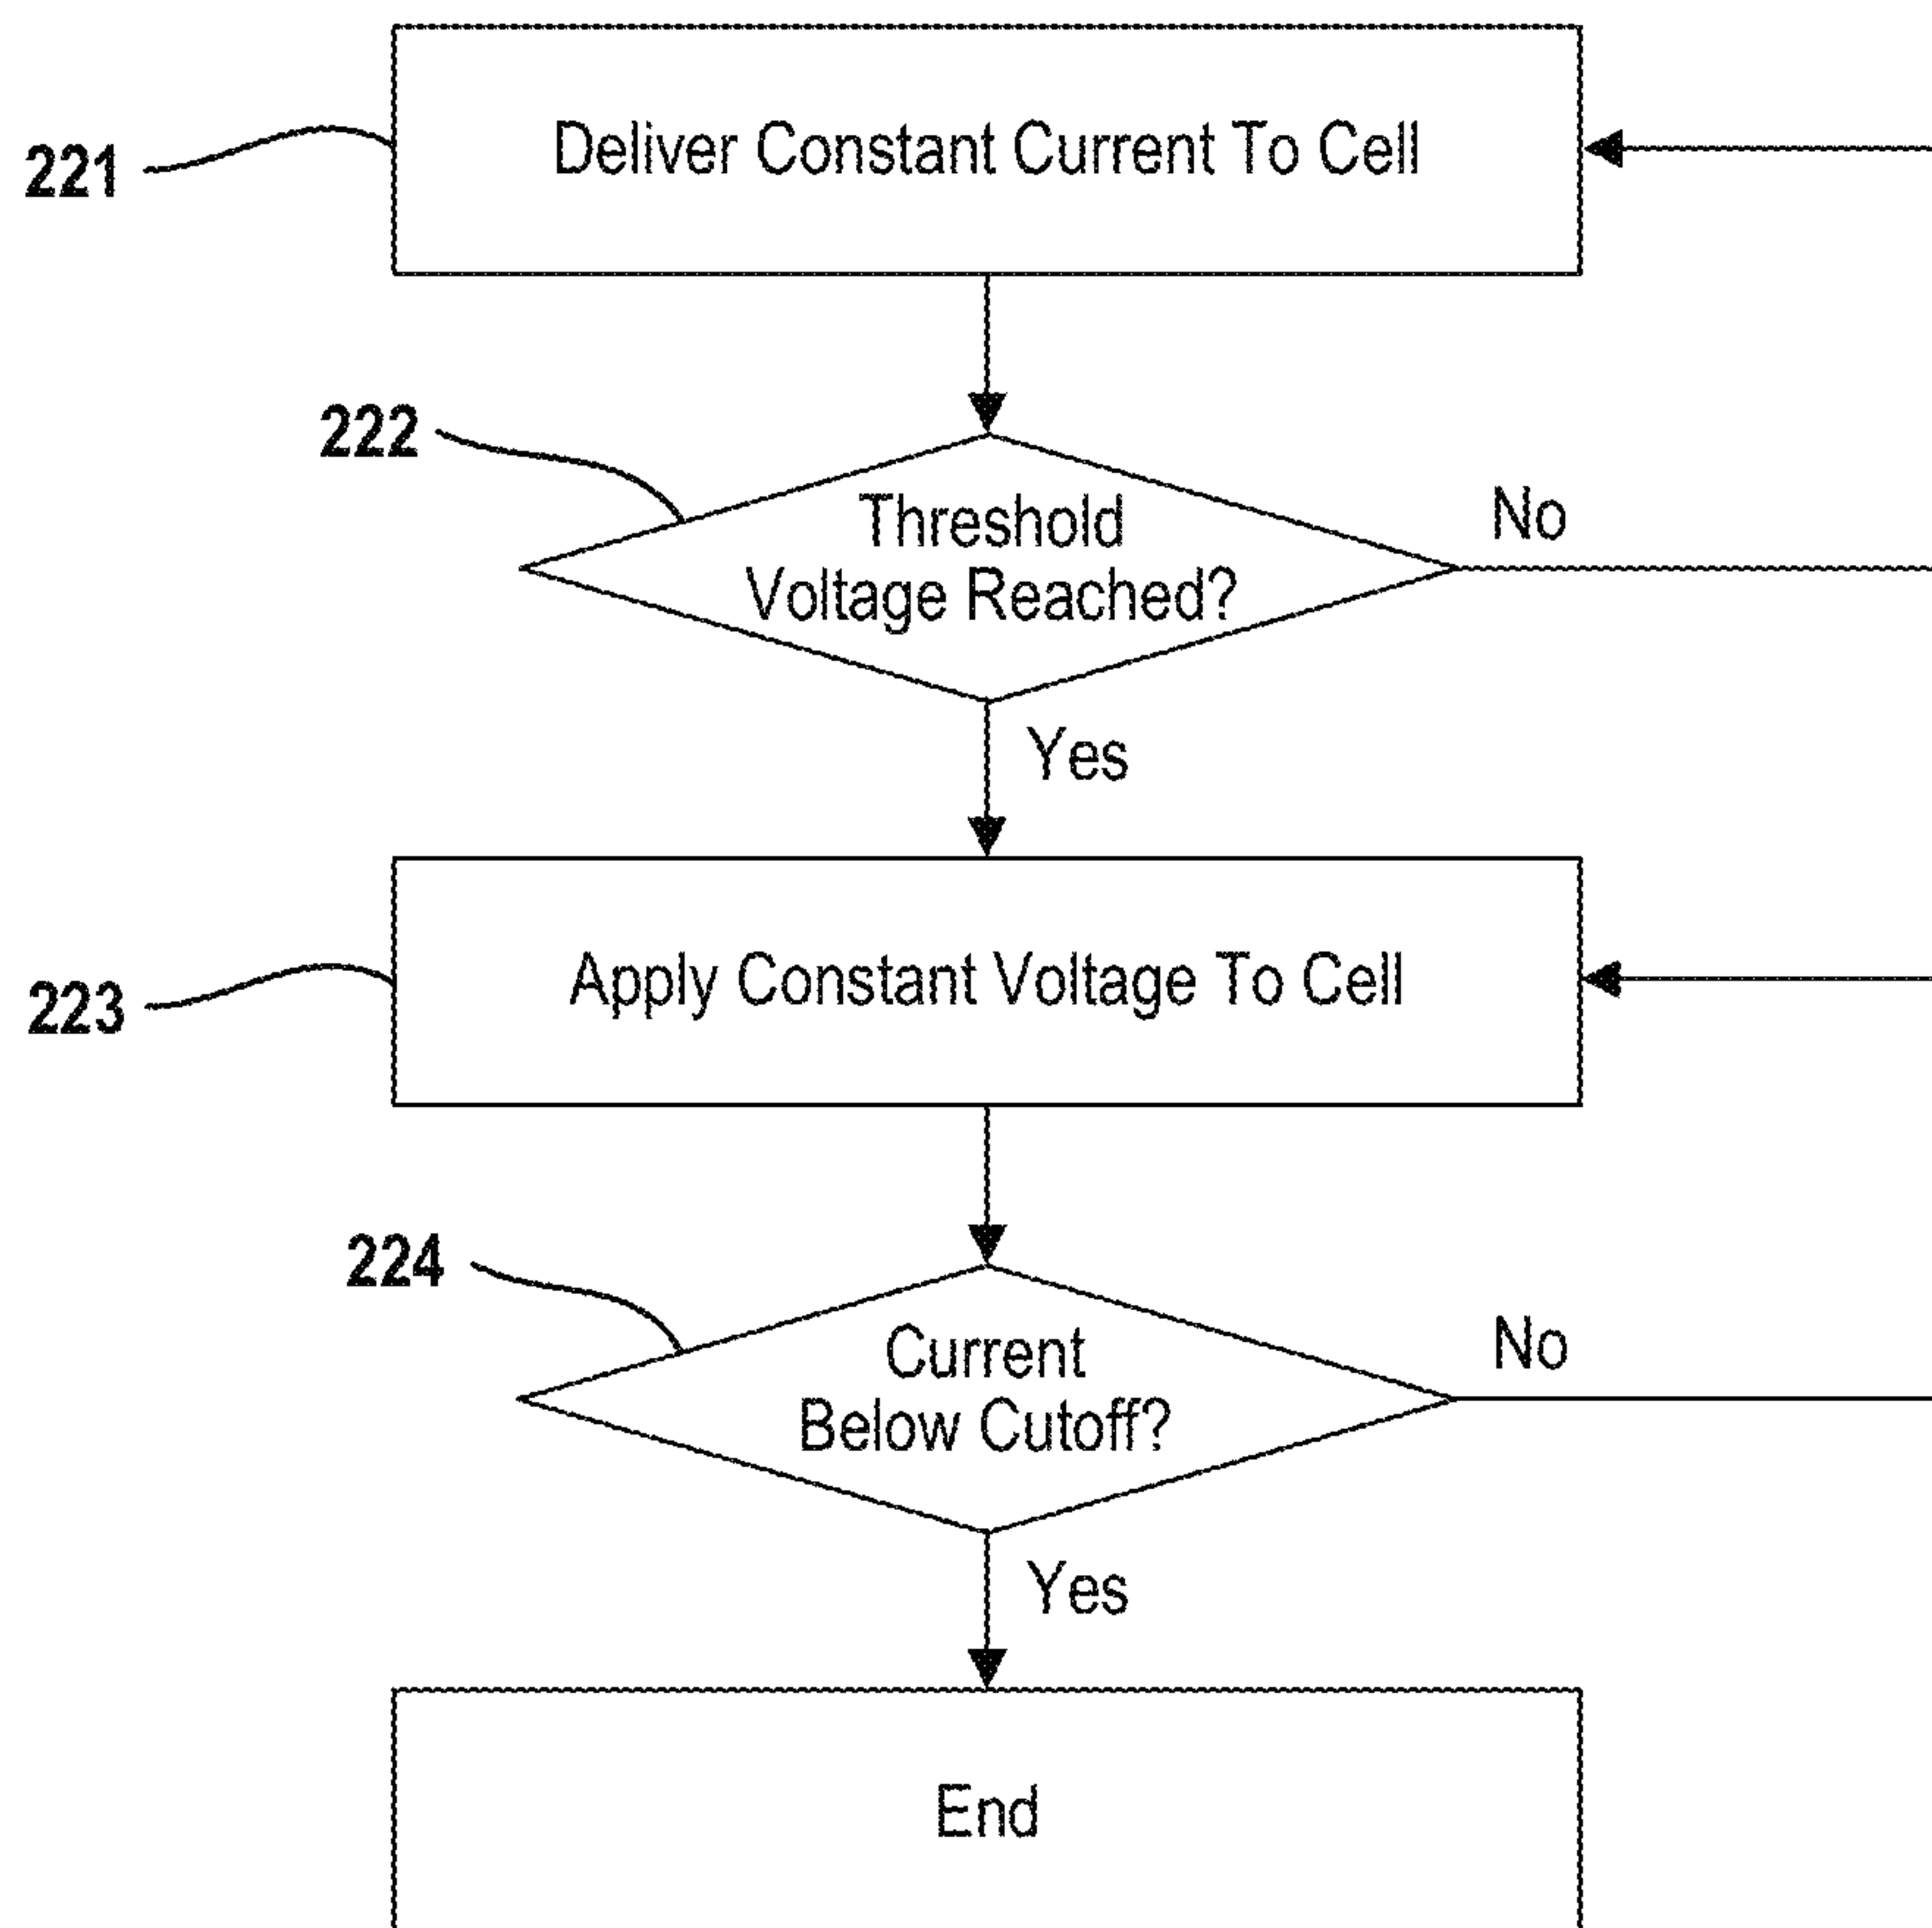 221
Deliver Constant Current To Cell
222
Threshold
Voltage Reached?
No
Yes
223
Apply Constant Voltage To Cell
224
Current
Below Cutoff?
No
Yes
End